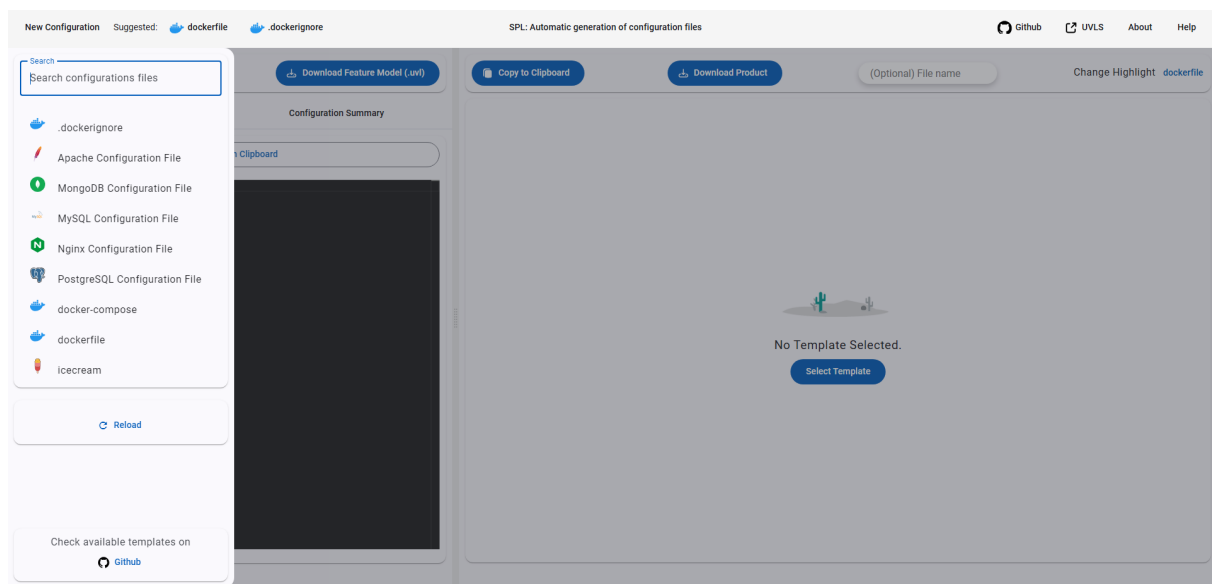 New Configuration Suggested: dockerfile .dockerignore SPL: Automatic generation of configuration files Github UVLS About Help
Search
Search configurations files
.dockerignore
Apache Configuration File
MongoDB Configuration File
MySQL Configuration File
Nginx Configuration File
PostgreSQL Configuration File
docker-compose
dockerfile
icecream
Reload
Check available templates on
Github
Download Feature Model (.uvl)
Configuration Summary
Clipboard
Copy to Clipboard Download Product (Optional) File name Change Highlight dockerfile
No Template Selected.
Select Template